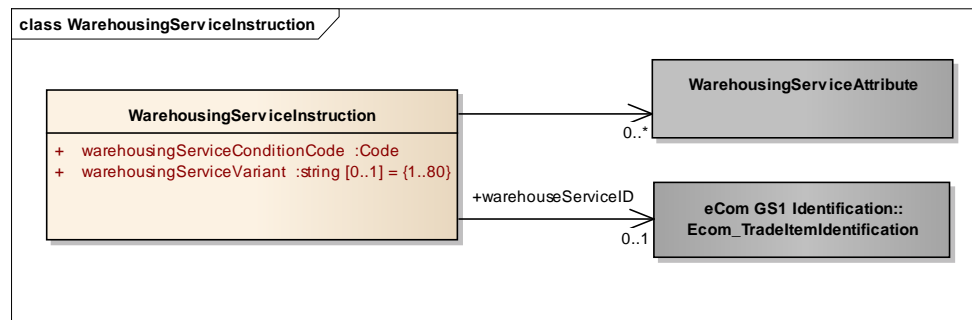 class WarehousingServiceInstruction
WarehousingServiceInstruction
+ warehousingServiceConditionCode :Code
+ warehousingServiceVariant :string [0..1] = {1..80}
WarehousingServiceAttribute
0..*
+warehouseServiceID
0..1
eCom GS1 Identification::
Ecom_TradeItemIdentification